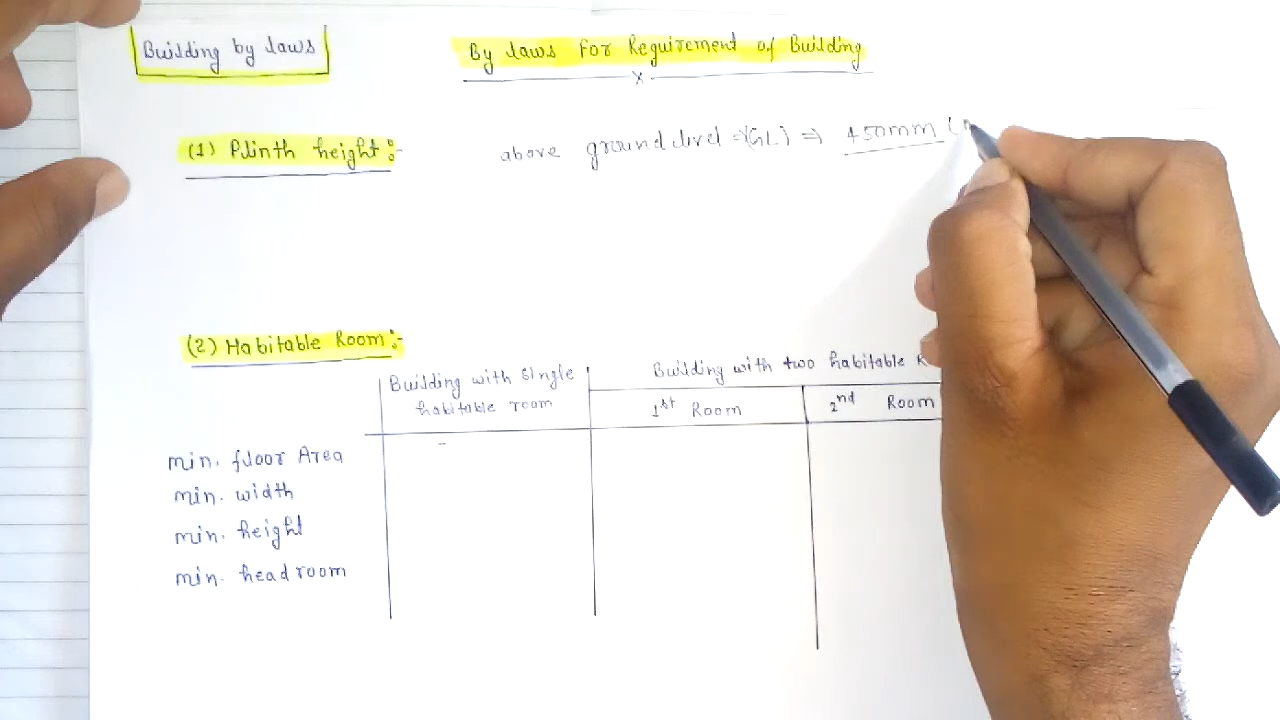 Building by laws
By laws For Requirement of Building
x
(1) Plinth height:-
above ground level =(GL) ⇒ 450mm (
(2) Habitable Room:-
Building with Single habitable room
Building with two habitable R
1st Room
2nd Room
min. floor Area
min. width
min. height
min. headroom